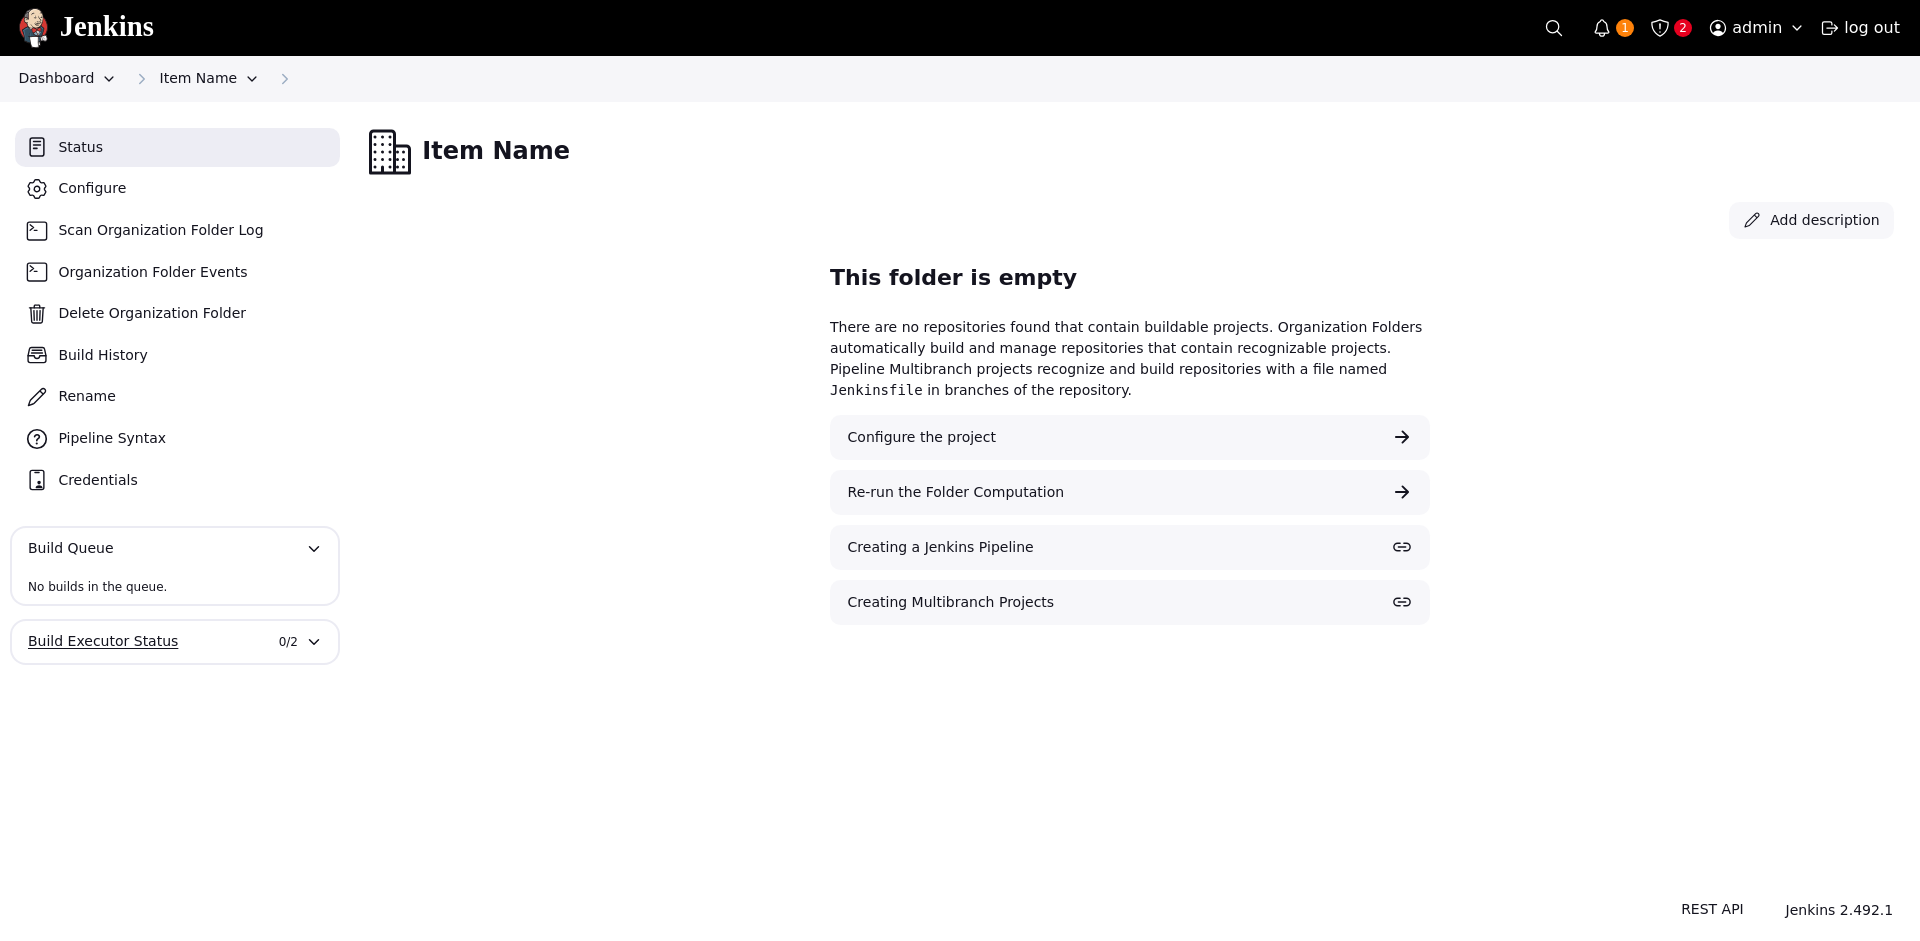 Jenkins
1
2
admin
log out
Dashboard
Item Name
Status
Configure
Scan Organization Folder Log
Organization Folder Events
Delete Organization Folder
Build History
Rename
Pipeline Syntax
Credentials
Build Queue
No builds in the queue.
Build Executor Status
0/2
Item Name
Add description
This folder is empty
There are no repositories found that contain buildable projects. Organization Folders
automatically build and manage repositories that contain recognizable projects.
Pipeline Multibranch projects recognize and build repositories with a file named
Jenkinsfile in branches of the repository.
Configure the project
Re-run the Folder Computation
Creating a Jenkins Pipeline
Creating Multibranch Projects
REST API
Jenkins 2.492.1